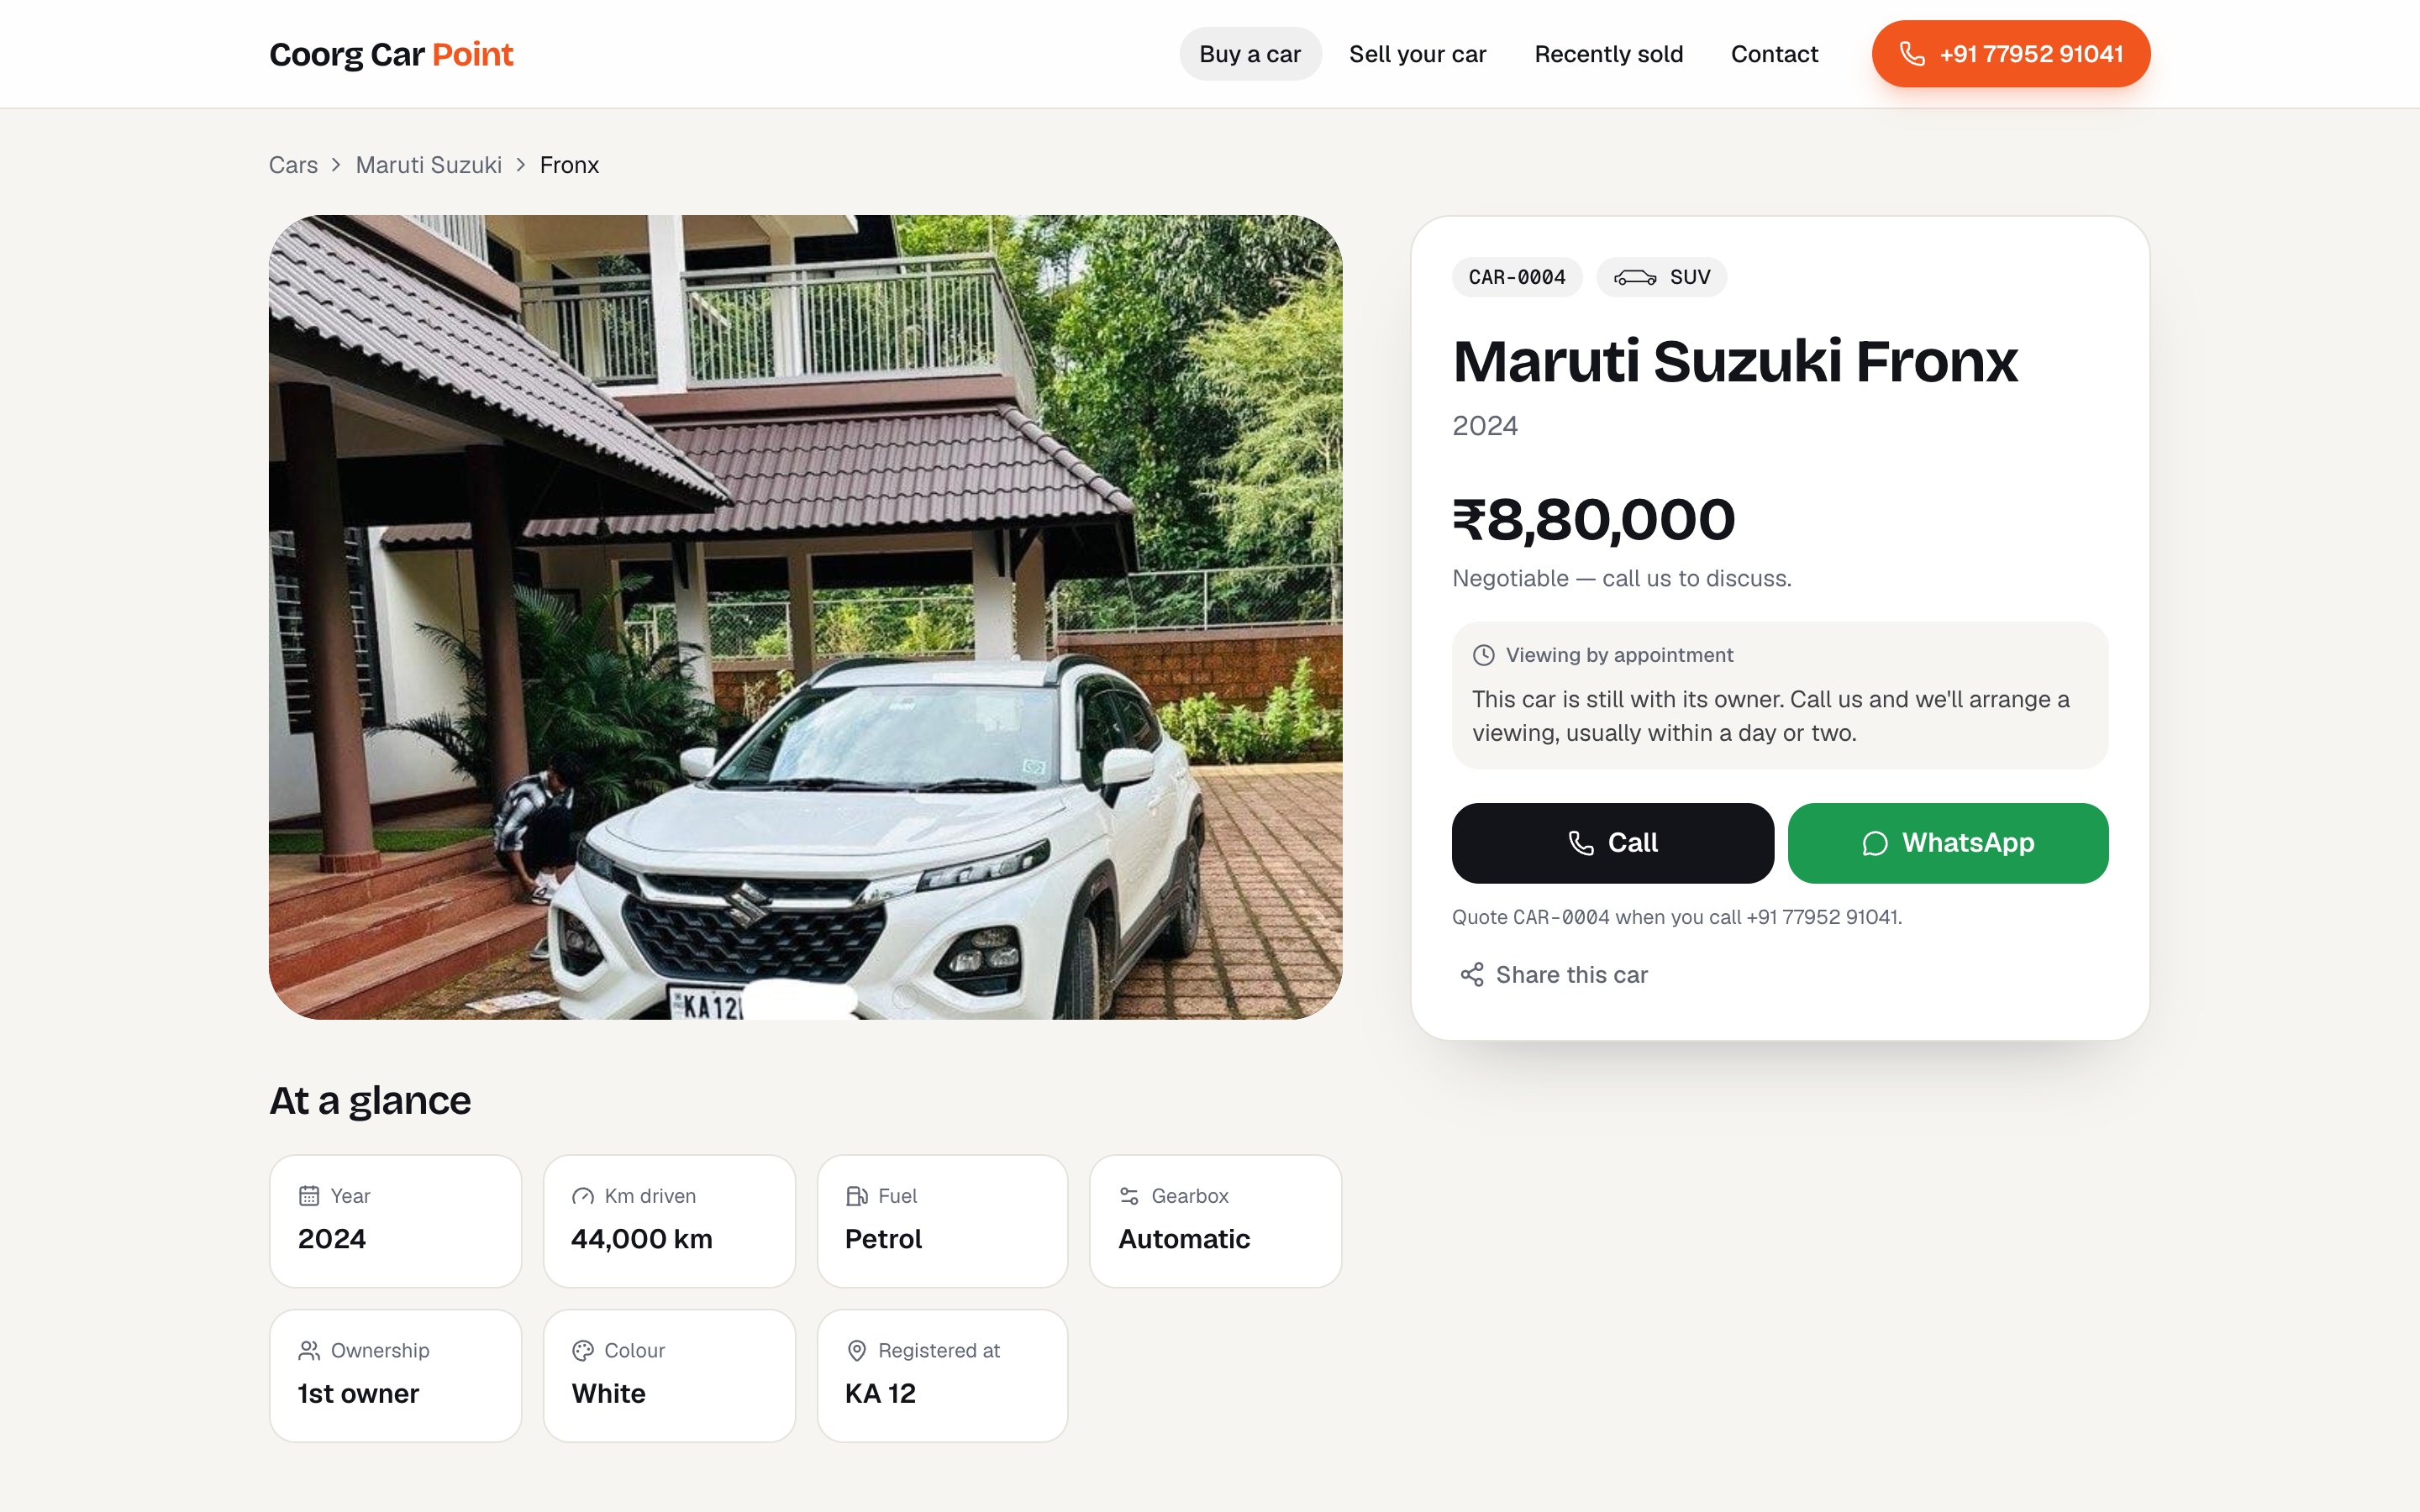 Coorg Car Point
Buy a car
Sell your car
Recently sold
Contact
+91 77952 91041
Cars > Maruti Suzuki > Fronx
KA12
CAR-0004
SUV
Maruti Suzuki Fronx
2024
₹8,80,000
Negotiable — call us to discuss.
Viewing by appointment
This car is still with its owner. Call us and we'll arrange a
viewing, usually within a day or two.
Call
WhatsApp
Quote CAR-0004 when you call +91 77952 91041.
Share this car
At a glance
Year
2024
Km driven
44,000 km
Fuel
Petrol
Gearbox
Automatic
Ownership
1st owner
Colour
White
Registered at
KA 12